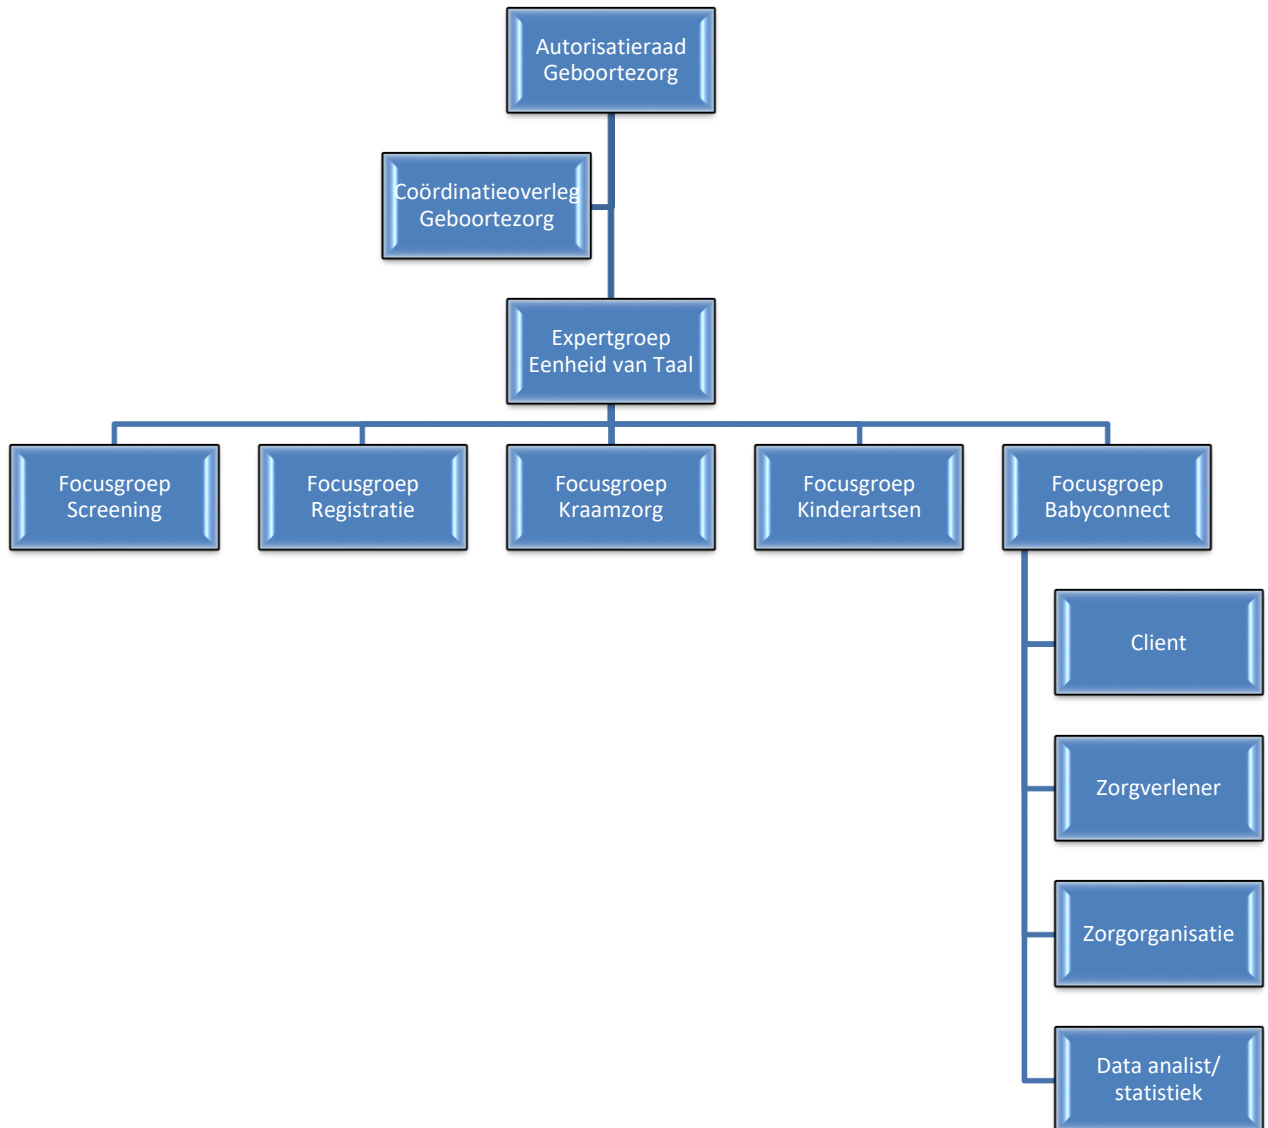 Autorisatieraad
Geboortezorg
Coördinatieoverleg
Geboortezorg
Expertgroep
Eenheid van Taal
Focusgroep
Screening
Focusgroep
Registratie
Focusgroep
Kraamzorg
Focusgroep
Kinderartsen
Focusgroep
Babyconnect
Client
Zorgverlener
Zorgorganisatie
Data analist/
statistiek